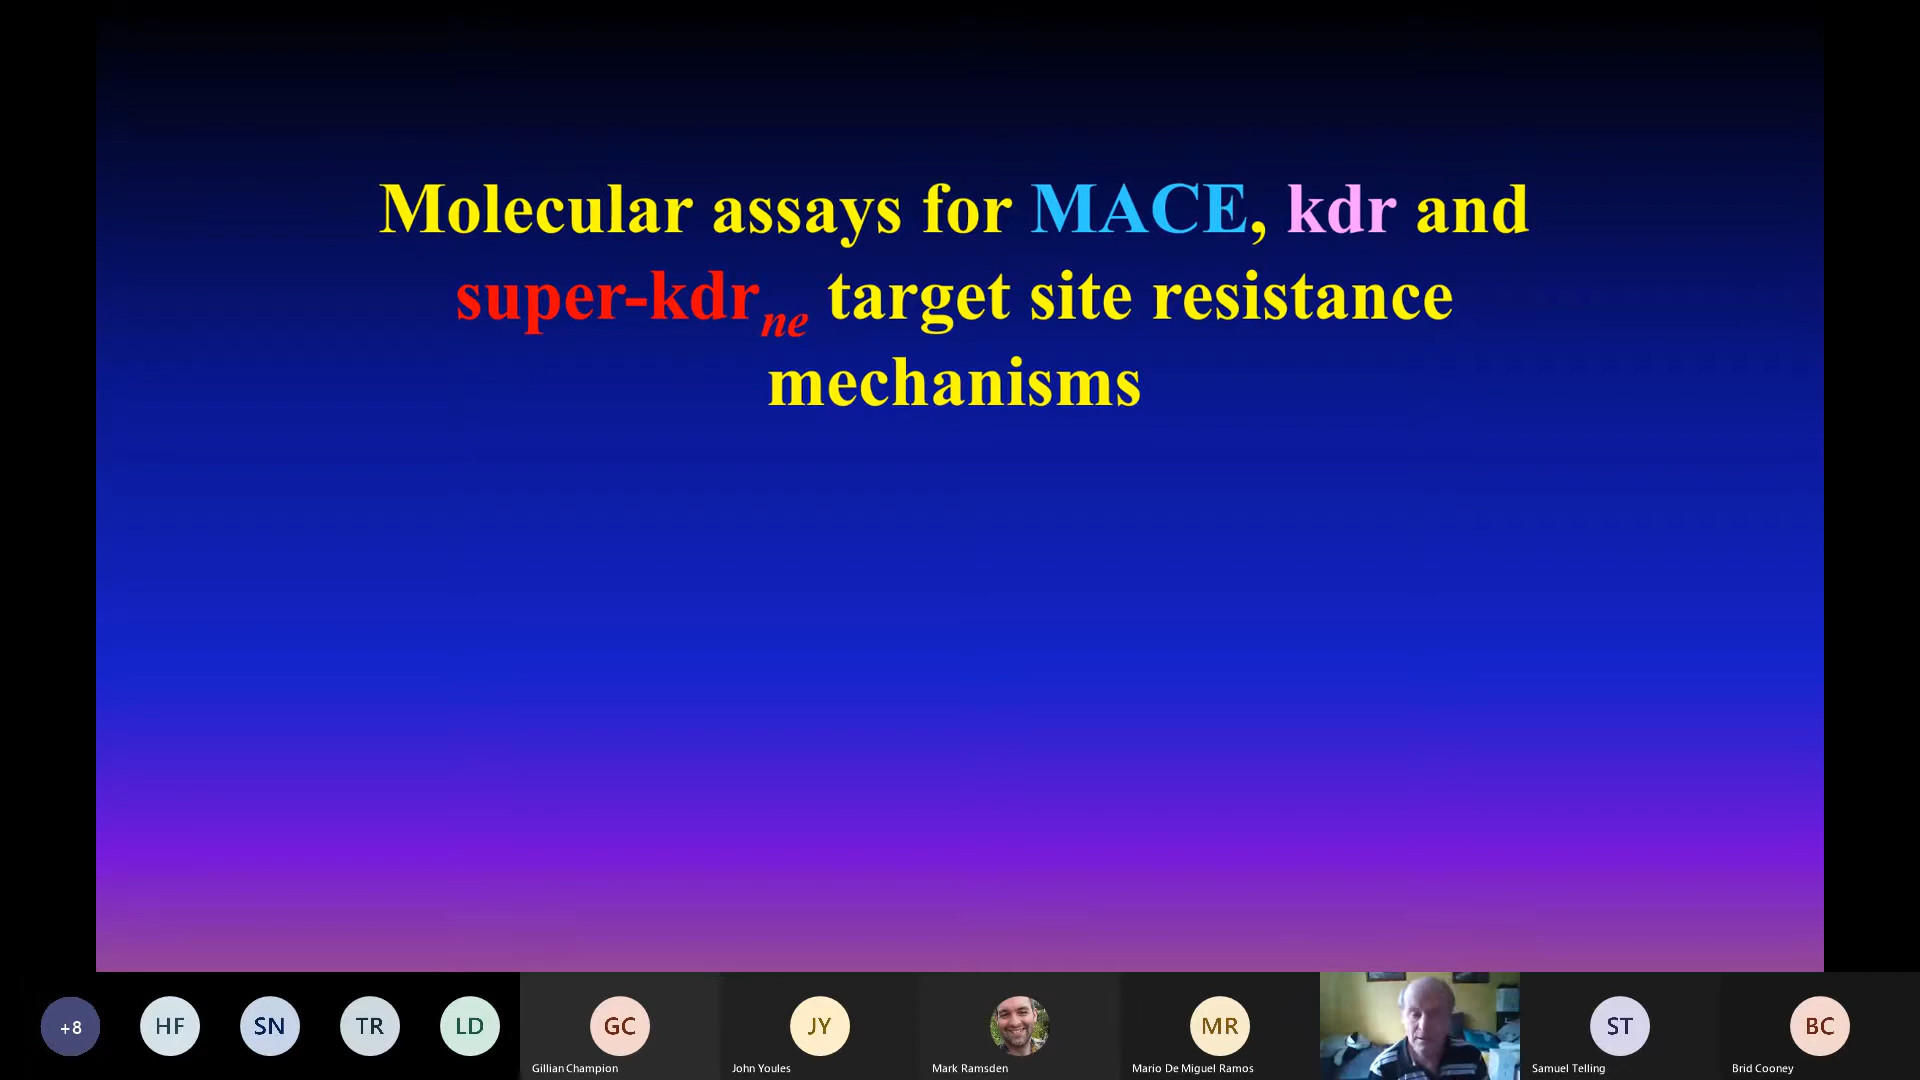 Molecular assays for MACE, kdr and
super-kdrne target site resistance
mechanisms
+8
HF
SN
TR
LD
GC
JY
MR
ST
BC
Gillian Champion
John Youles
Mark Ramsden
Mario De Miguel Ramos
Samuel Telling
Brid Cooney